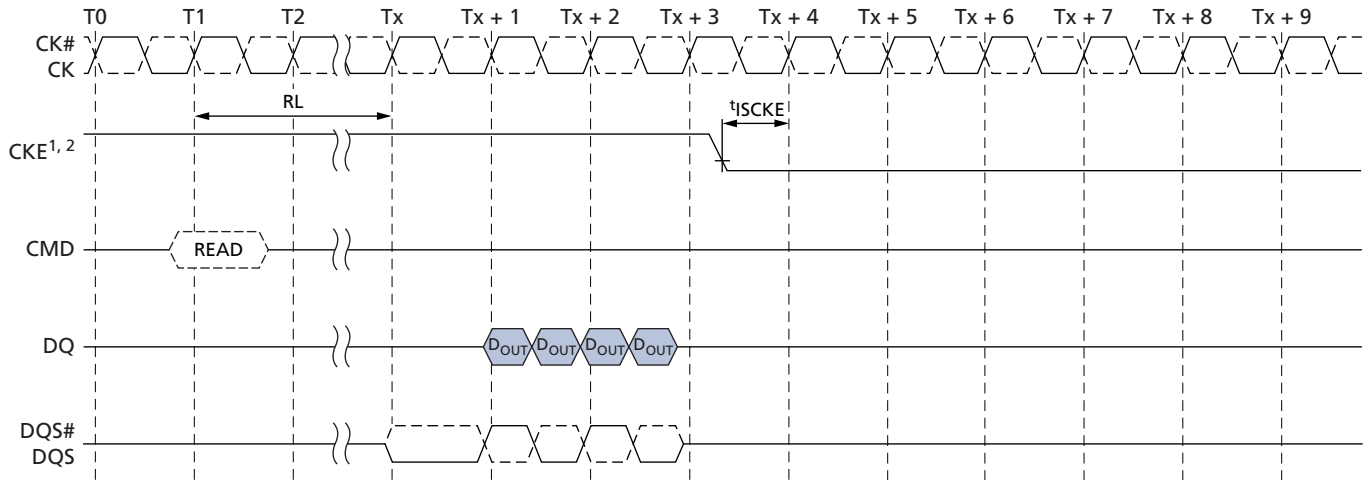 T0 T1 T2 Tx Tx + 1 Tx + 2 Tx + 3 Tx + 4 Tx + 5 Tx + 6 Tx + 7 Tx + 8 Tx + 9
CK#
CK
RL
tISCKE
CKE1, 2
CMD
READ
DQ
DOUT DOUT DOUT DOUT
DQS#
DQS